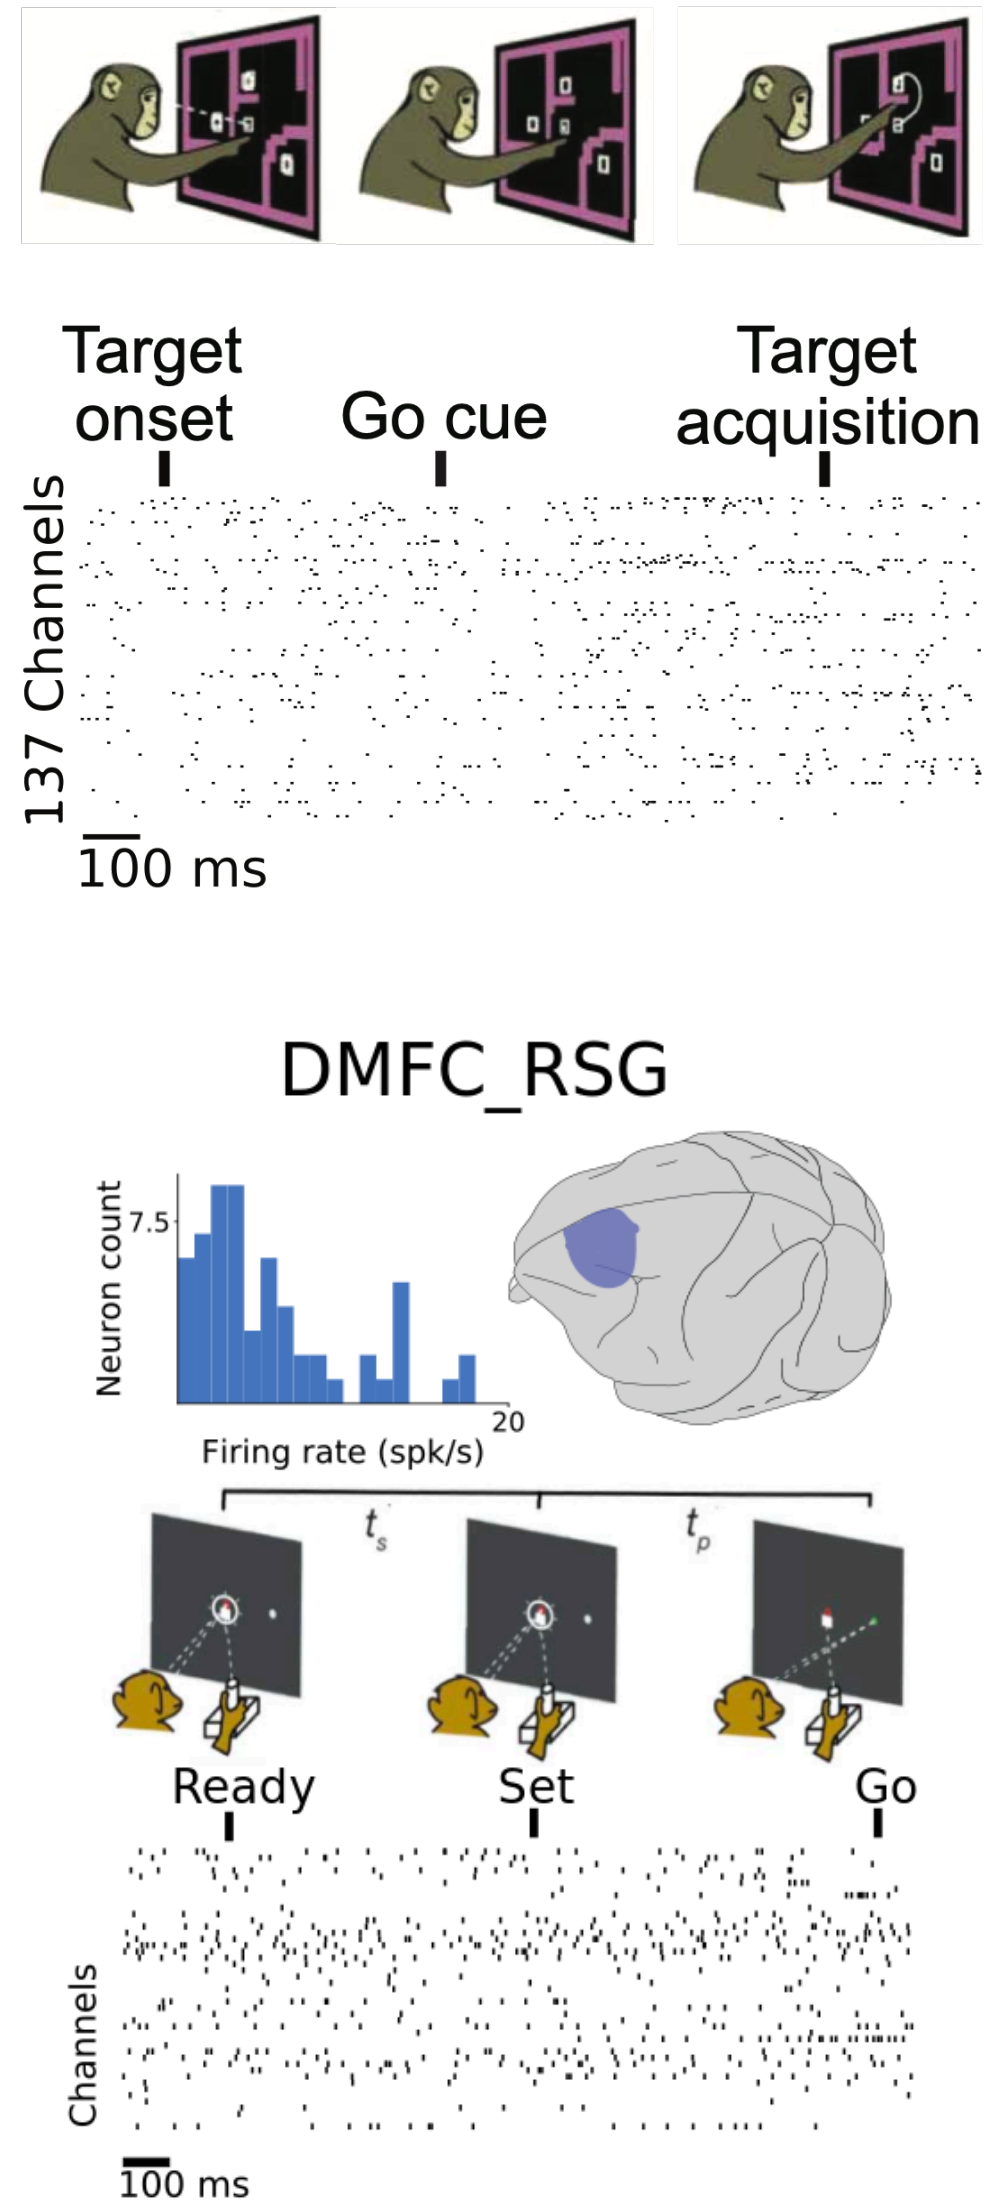 Target
onset
Go cue
Target
acquisition
137 Channels
100 ms
DMFC_RSG
Neuron count
7.5
20
Firing rate (spk/s)
ts
tp
Ready
Set
Go
Channels
100 ms